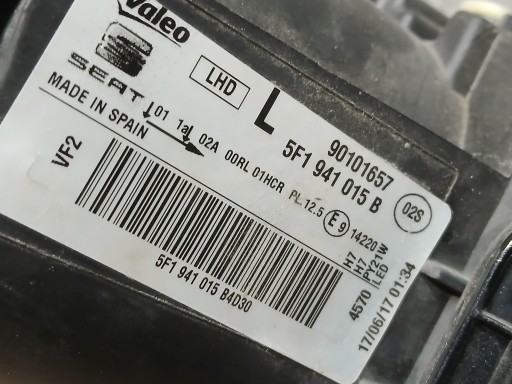 Valeo
SEAT
LHD
L
90101657
5F1 941 015 B
02S
MADE IN SPAIN
01 1a 02A 00RL 01HCR PL 12.5 E9 14220
VF2
H7
H7
PY21W
LED
4570
17/06/17 01:34
5F1 941 015 B4D30